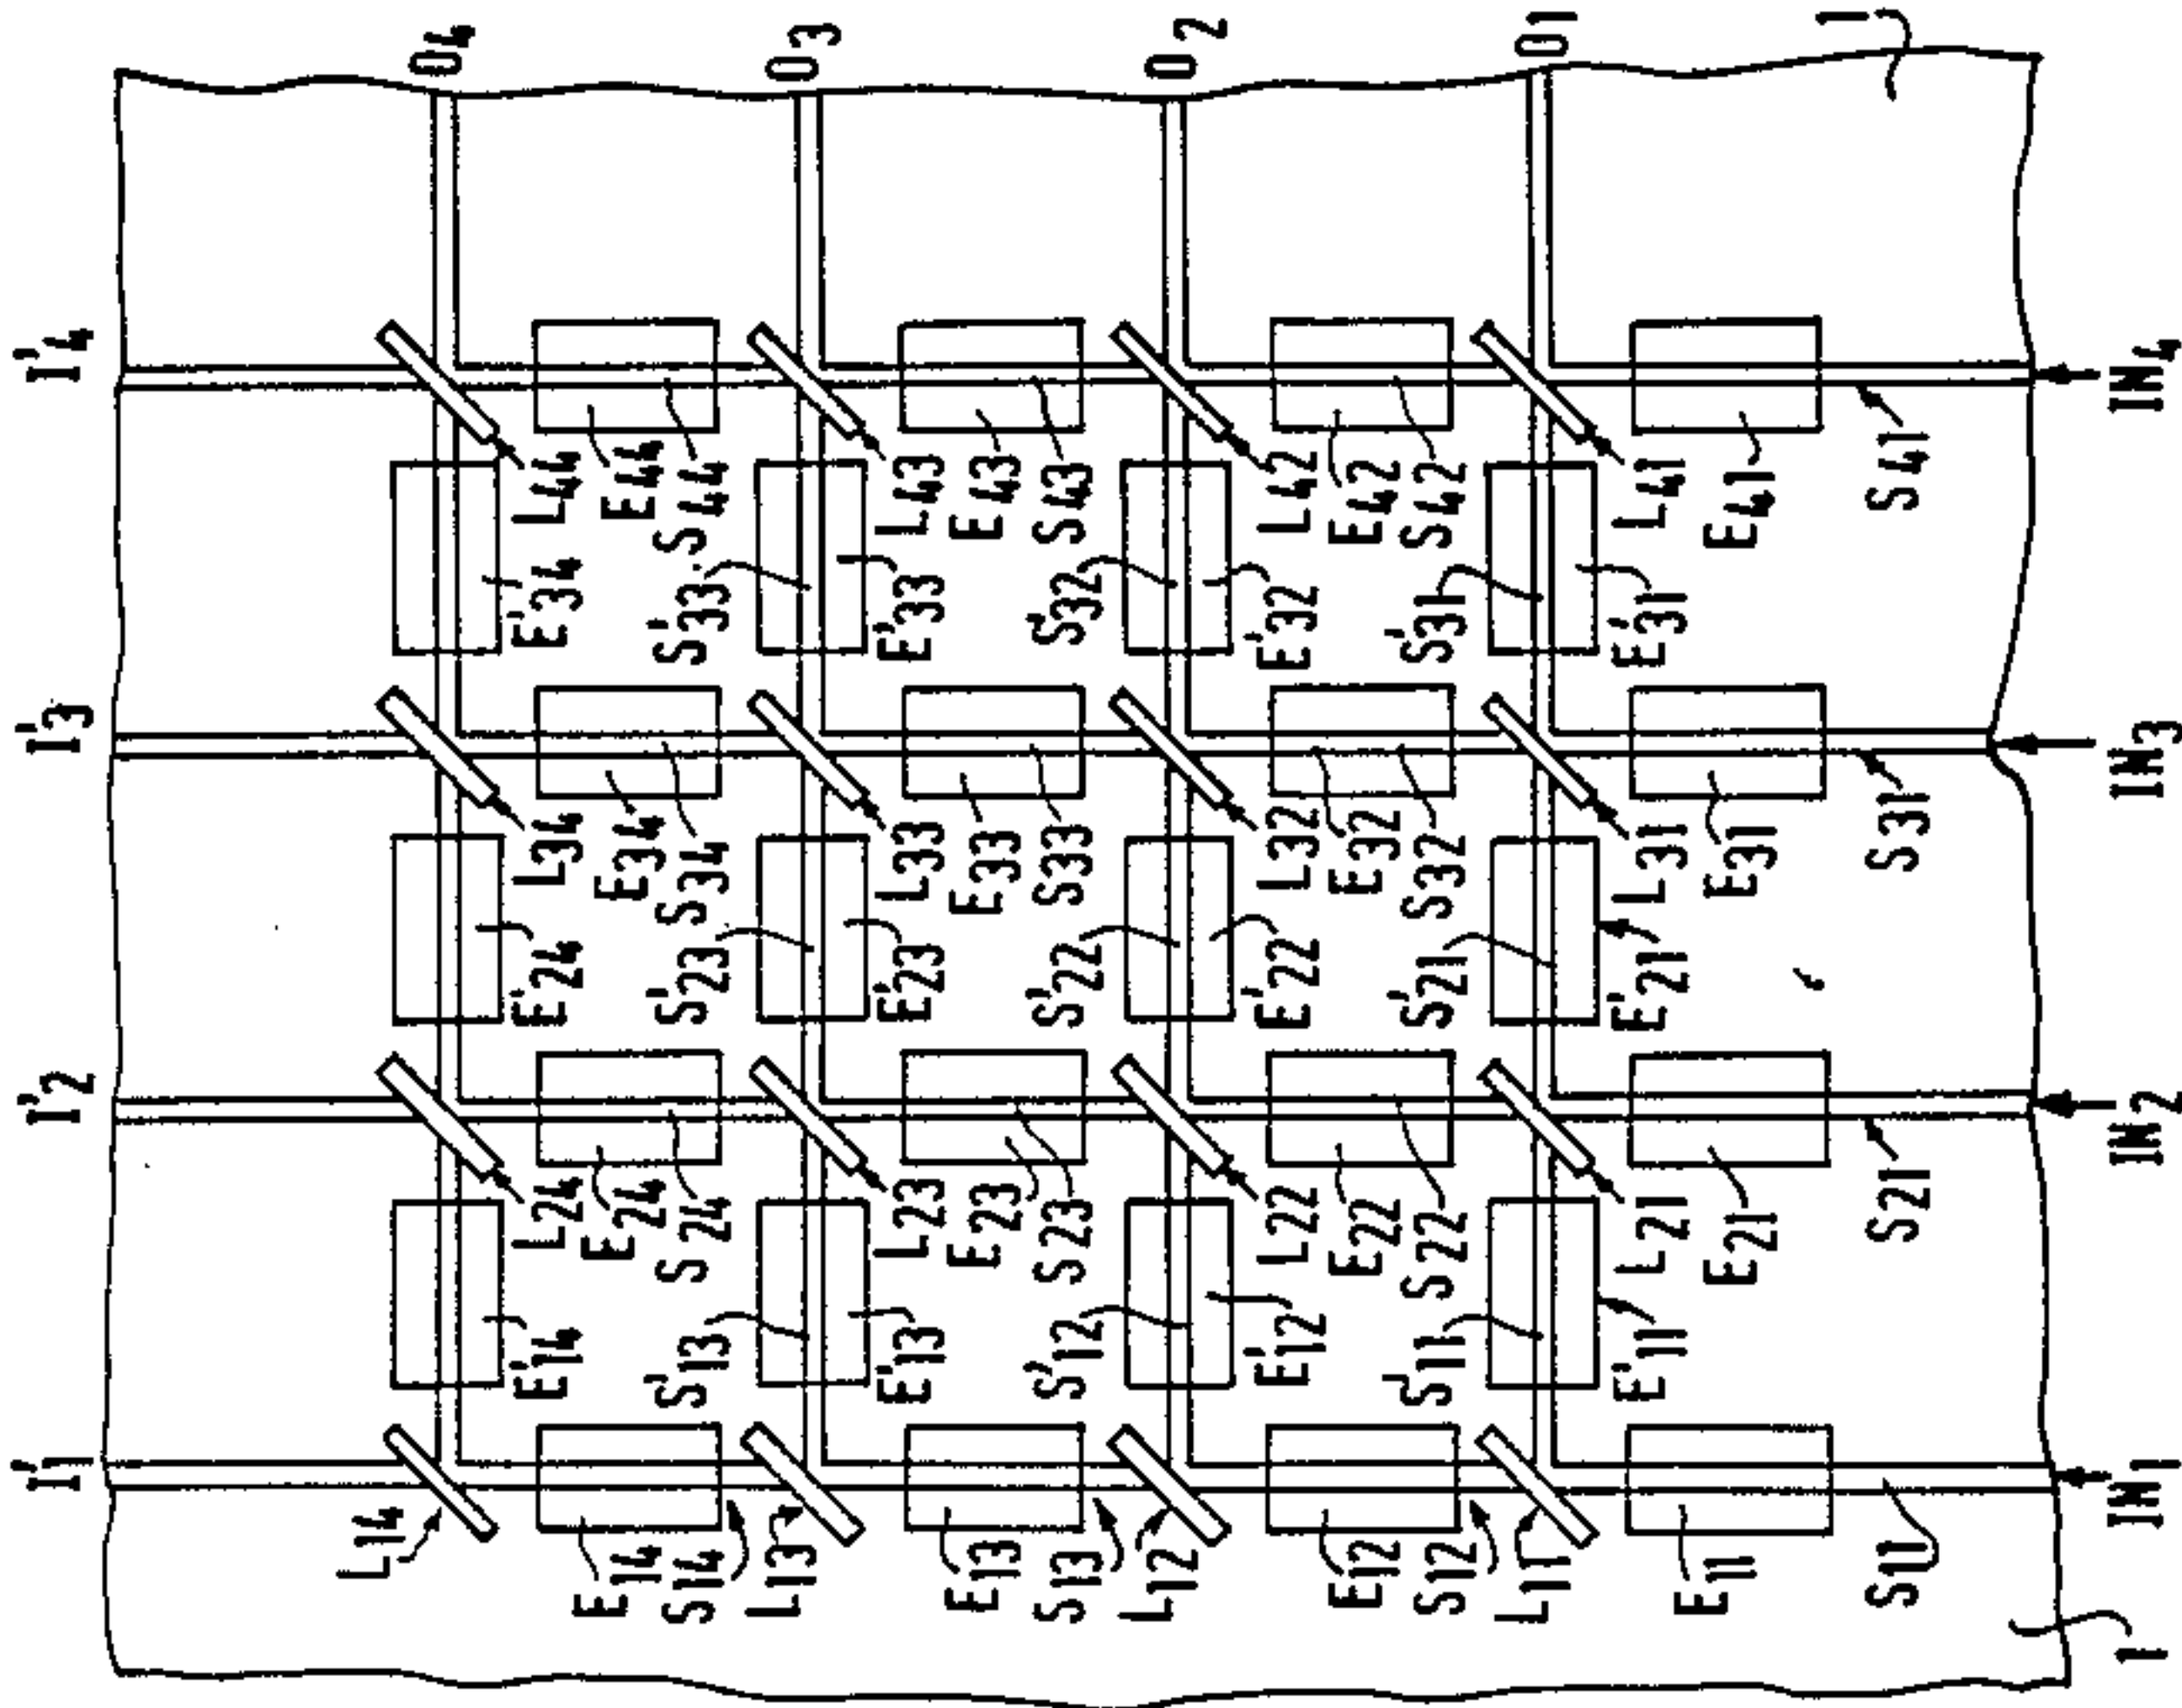 I'1 I'2 I'3 I'4
L14 O4
E'14 L24 E'24 L34 E'34 L44
E14 E24 E34 E44
S14 S'13 S24 S'23 S34 S'33 S44
L13 O3
E'13 L23 E'23 L33 E'33 L43
E13 E23 E33 E43
S13 S'12 S23 S'22 S33 S'32 S43
L12 O2
E'12 L22 E'22 L32 E'32 L42
E12 E22 E32 E42
S12 S'11 S22 S'21 S32 S'31 S42
L11 O1
E'11 L21 E'21 L31 E'31 L41
E11 E21 E31 E41
S11 S21 S31 S41
1
1 IN1 IN2 IN3 IN4